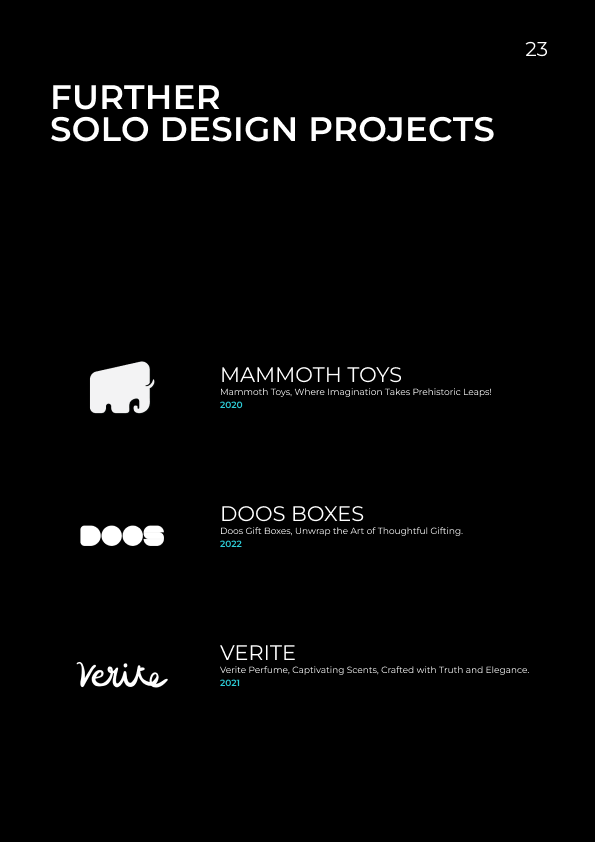 23
FURTHER
SOLO DESIGN PROJECTS
MAMMOTH TOYS
Mammoth Toys, Where Imagination Takes Prehistoric Leaps!
2020
DOOS
DOOS BOXES
Doos Gift Boxes, Unwrap the Art of Thoughtful Gifting.
2022
Verite
VERITE
Verite Perfume, Captivating Scents, Crafted with Truth and Elegance.
2021